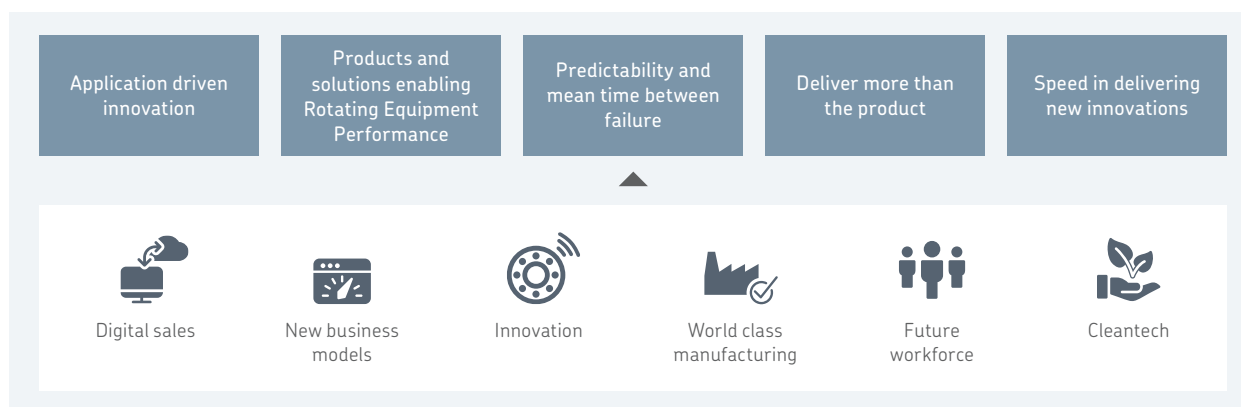 Application driven
innovation
Products and
solutions enabling
Rotating Equipment
Performance
Predictability and
mean time between
failure
Deliver more than
the product
Speed in delivering
new innovations
Digital sales
New business
models
Innovation
World class
manufacturing
Future
workforce
Cleantech